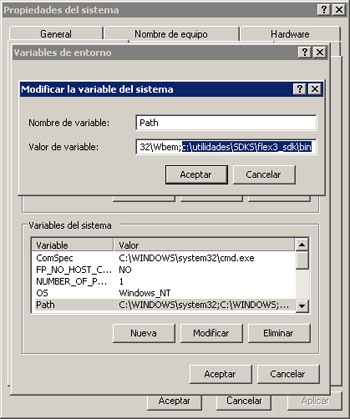 Propiedades del sistema
General Nombre de equipo Hardware
Variables de entorno
Modificar la variable del sistema
Nombre de variable: Path
Valor de variable: 32\Wbem;c:\utilidades\SDKS\flex3_sdk\bin
Aceptar Cancelar
Variables del sistema
Variable Valor
ComSpec C:\WINDOWS\system32\cmd.exe
FP_NO_HOST_C... NO
NUMBER_OF_P... 1
OS Windows_NT
Path C:\WINDOWS\system32;C:\WINDOWS;...
Nueva Modificar Eliminar
Aceptar Cancelar
Aceptar Cancelar Aplicar